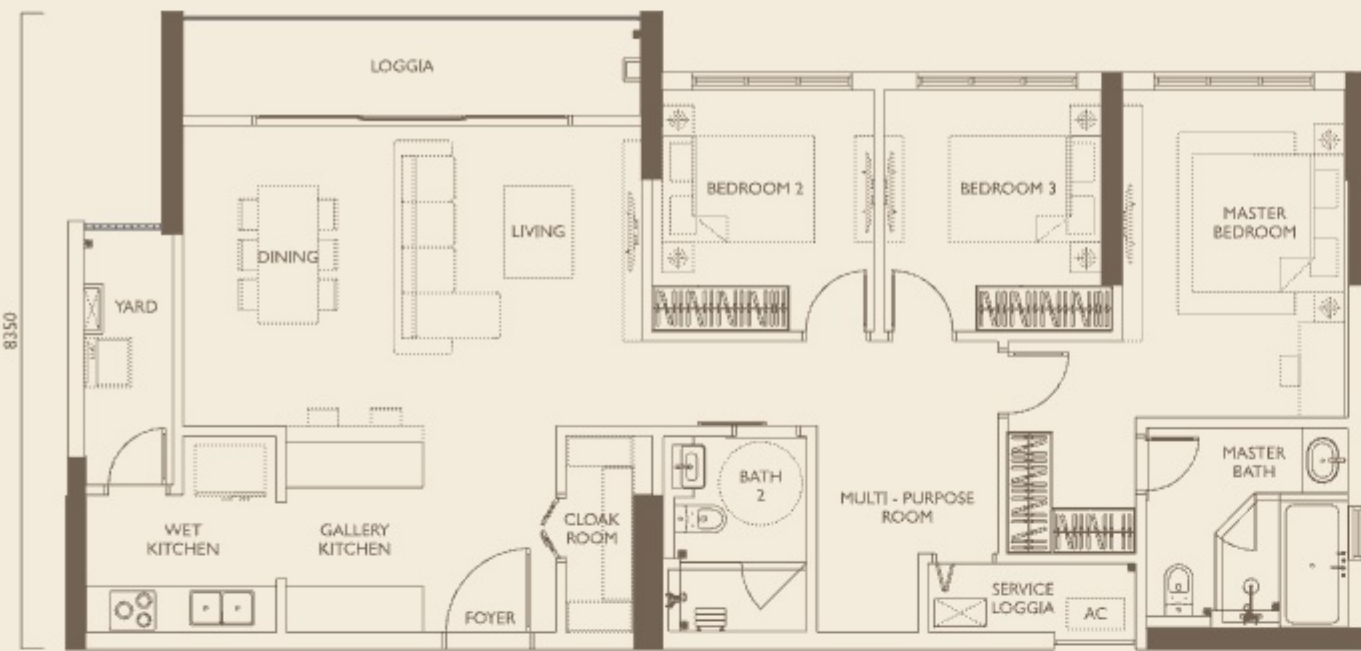 LOGGIA
BEDROOM 2
BEDROOM 3
MASTER
BEDROOM
LIVING
DINING
YARD
8350
WET
KITCHEN
GALLERY
KITCHEN
CLOAK
ROOM
FOYER
BATH
2
MULTI - PURPOSE
ROOM
MASTER
BATH
SERVICE
LOGGIA
AC